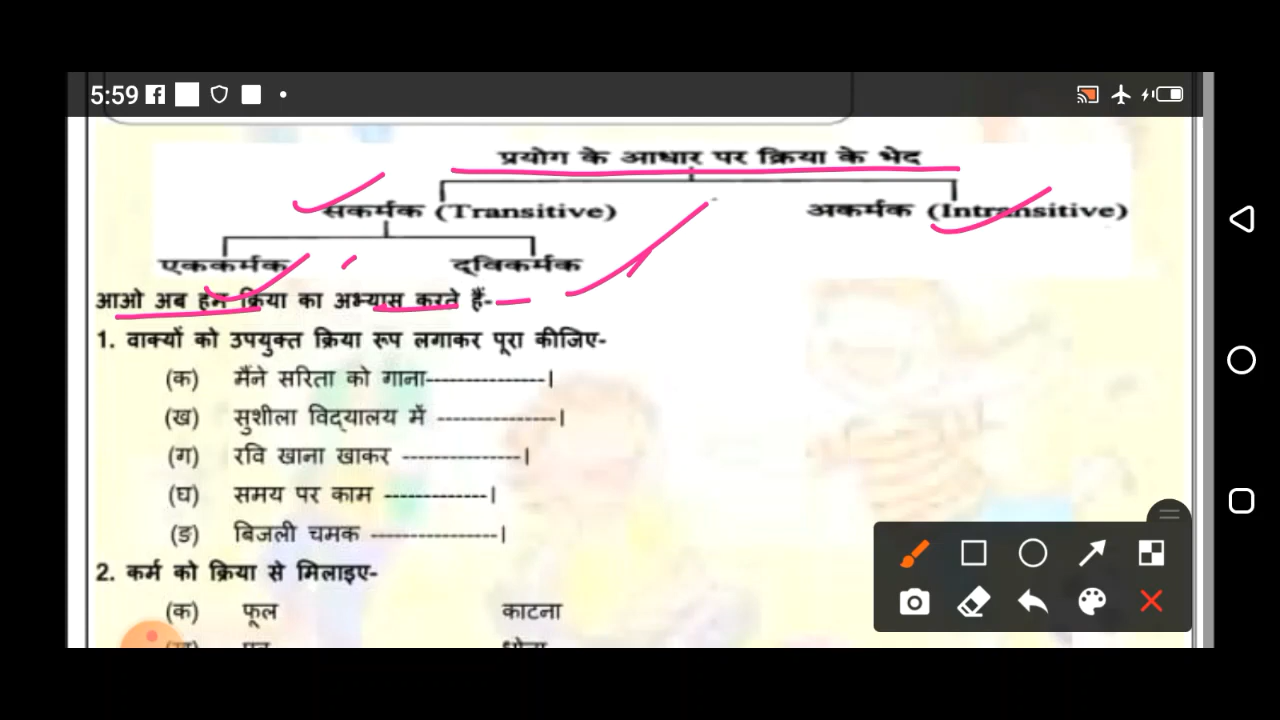 5:59
प्रयोग के आधार पर क्रिया के भेद
सकर्मक (Transitive) अकर्मक (Intransitive)
एककर्मक द्विकर्मक
आओ अब हम क्रिया का अभ्यास करते हैं-
1. वाक्यों को उपयुक्त क्रिया रूप लगाकर पूरा कीजिए-
(क) मैंने सरिता को गाना---------------।
(ख) सुशीला विद्यालय में ---------------।
(ग) रवि खाना खाकर ---------------।
(घ) समय पर काम -------------।
(ङ) बिजली चमक ----------------।
2. कर्म को क्रिया से मिलाइए-
(क) फूल काटना